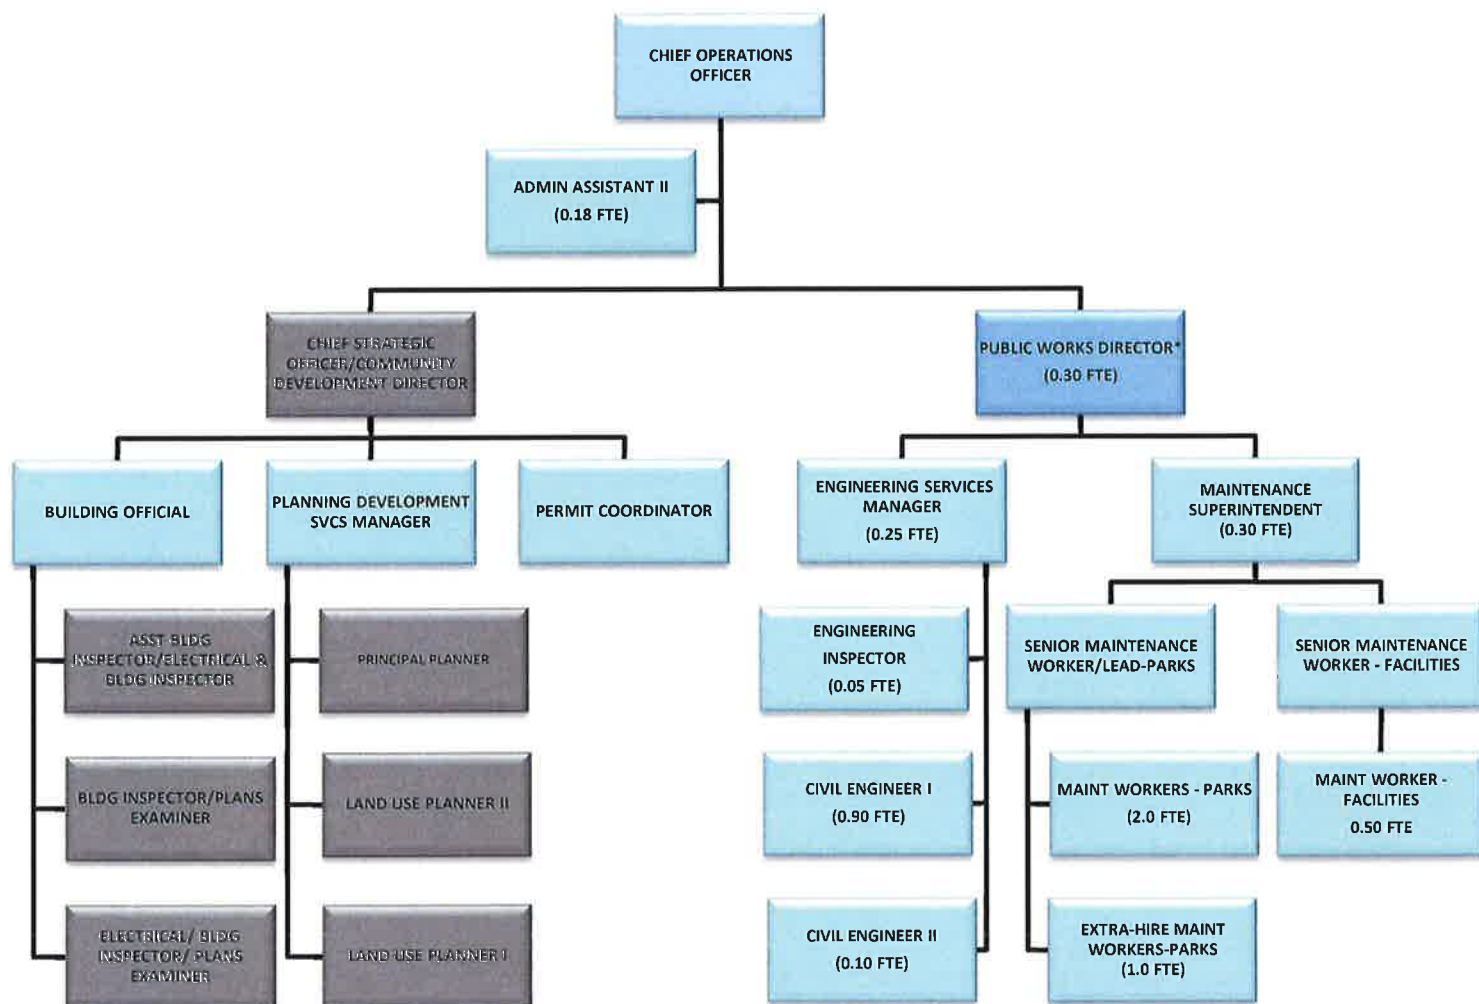 CHIEF OPERATIONS
OFFICER
ADMIN ASSISTANT II
(0.18 FTE)
CHIEF STRATEGIC
OFFICER/COMMUNITY
DEVELOPMENT DIRECTOR
PUBLIC WORKS DIRECTOR*
(0.30 FTE)
BUILDING OFFICIAL
PLANNING DEVELOPMENT
SVCS MANAGER
PERMIT COORDINATOR
ENGINEERING SERVICES
MANAGER
(0.25 FTE)
MAINTENANCE
SUPERINTENDENT
(0.30 FTE)
ASST BLDG
INSPECTOR/ELECTRICAL &
BLDG INSPECTOR
PRINCIPAL PLANNER
ENGINEERING
INSPECTOR
(0.05 FTE)
SENIOR MAINTENANCE
WORKER/LEAD-PARKS
SENIOR MAINTENANCE
WORKER - FACILITIES
BLDG INSPECTOR/PLANS
EXAMINER
LAND USE PLANNER II
CIVIL ENGINEER I
(0.90 FTE)
MAINT WORKERS - PARKS
(2.0 FTE)
MAINT WORKER -
FACILITIES
0.50 FTE
ELECTRICAL/ BLDG
INSPECTOR/ PLANS
EXAMINER
LAND USE PLANNER I
CIVIL ENGINEER II
(0.10 FTE)
EXTRA-HIRE MAINT
WORKERS-PARKS
(1.0 FTE)